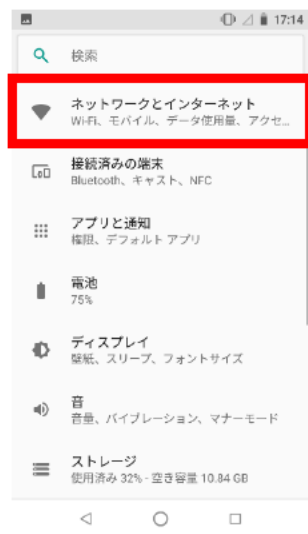 17:14
検索
ネットワークとインターネット
Wi-Fi、モバイル、データ使用量、アクセ...
接続済みの端末
Bluetooth、キャスト、NFC
アプリと通知
権限、デフォルト アプリ
電池
75%
ディスプレイ
壁紙、スリープ、フォントサイズ
音
音量、バイブレーション、マナーモード
ストレージ
使用済み 32% - 空き容量 10.84 GB